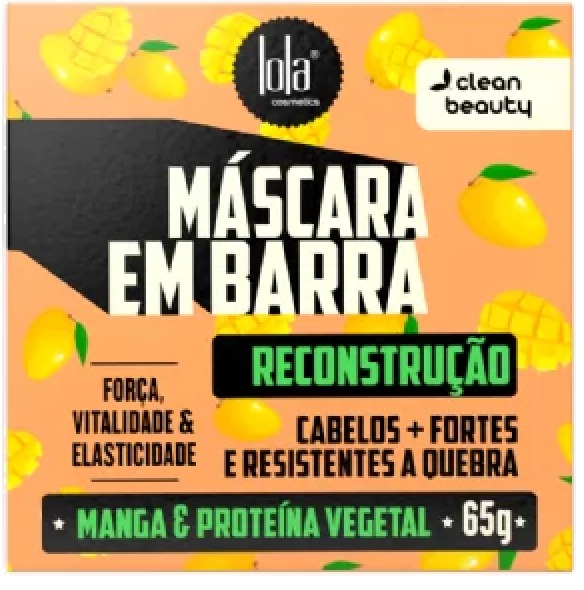 lola®
cosmetics
clean
beauty
MÁSCARA
EM BARRA
RECONSTRUÇÃO
FORÇA,
VITALIDADE &
ELASTICIDADE
CABELOS + FORTES
E RESISTENTES A QUEBRA
★ MANGA & PROTEÍNA VEGETAL ★ 65g ★